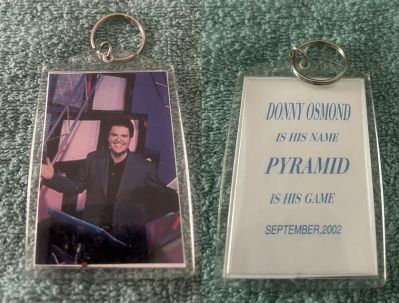 DONNY OSMOND
IS HIS NAME
PYRAMID
IS HIS GAME
SEPTEMBER,2002